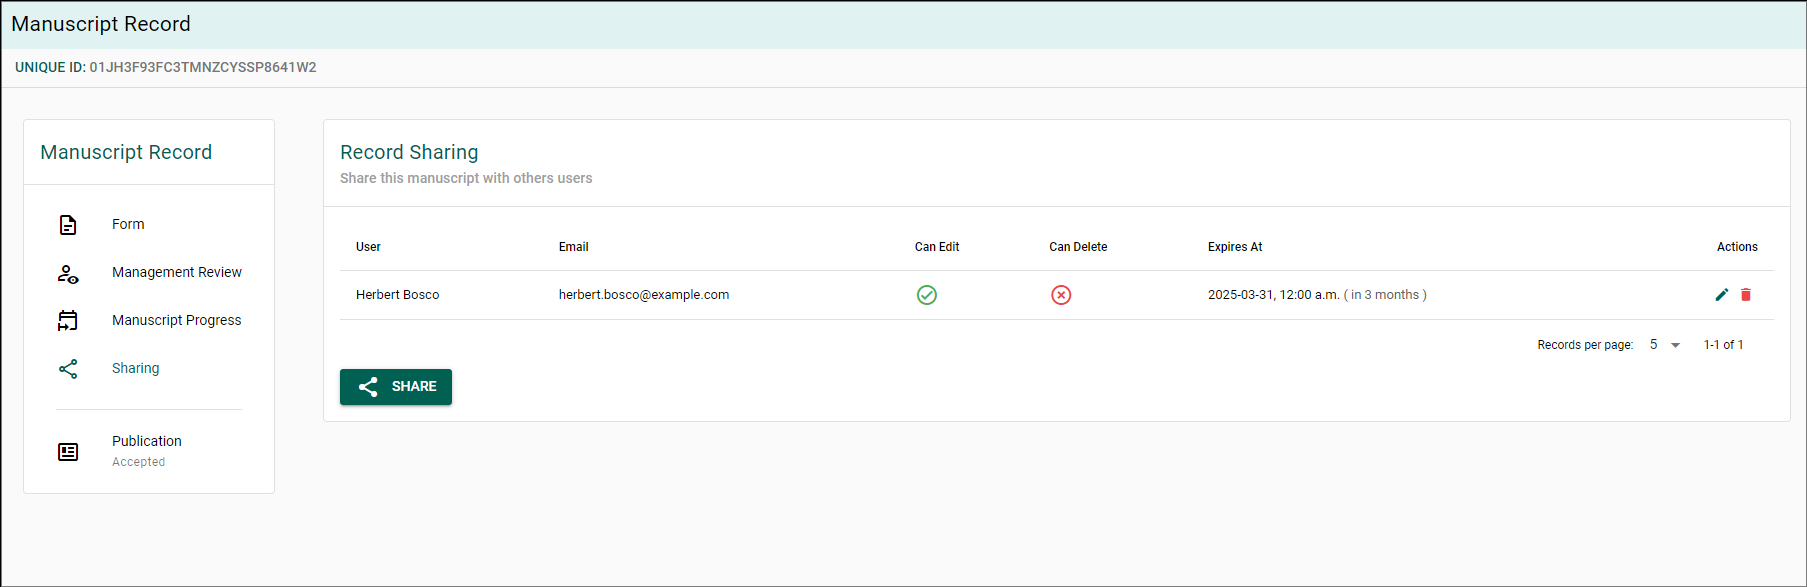 Manuscript Record
UNIQUE ID: 01JH3F93FC3TMNZCYSSP8641W2
Manuscript Record
Form
Management Review
Manuscript Progress
Sharing
Publication
Accepted
Record Sharing
Share this manuscript with others users
User Email Can Edit Can Delete Expires At Actions
Herbert Bosco herbert.bosco@example.com 2025-03-31, 12:00 a.m. ( in 3 months )
Records per page: 5 1-1 of 1
SHARE